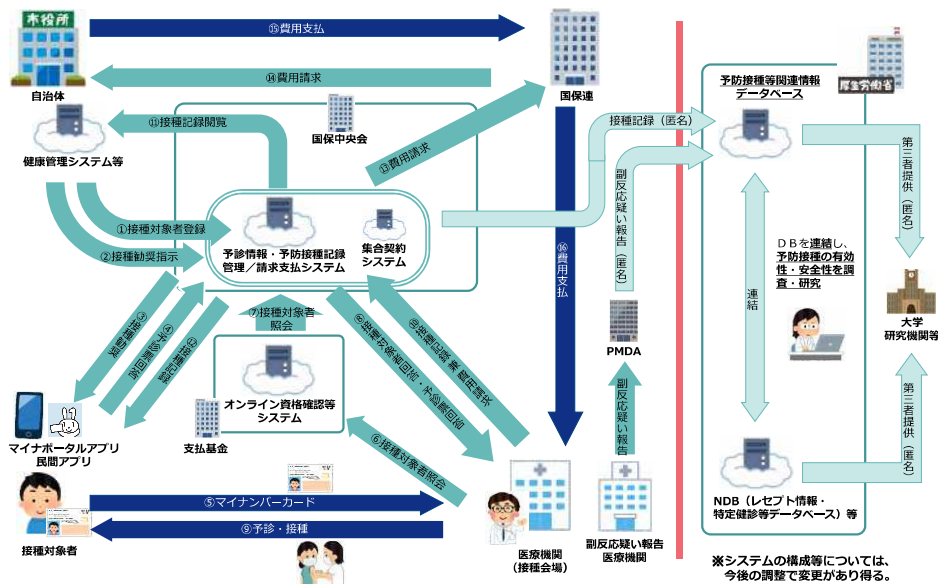 市役所
自治体
⑮費用支払
⑭費用請求
国保連
国保中央会
健康管理システム等
⑪接種記録閲覧
⑬費用請求
①接種対象者登録
②接種勧奨指示
予診情報・予防接種記録
管理／請求支払システム
集合契約
システム
③接種勧奨
④予診票回答
⑫接種記録
⑦接種対象者
照会
⑧接種対象者回答・予診票回答
⑩接種記録兼費用請求
⑯費用支払
オンライン資格確認等
システム
支払基金
⑥接種対象者照会
マイナポータルアプリ
民間アプリ
⑤マイナンバーカード
⑨予診・接種
接種対象者
医療機関
（接種会場）
副反応疑い報告
医療機関
副反応疑い報告
PMDA
副反応疑い報告（匿名）
接種記録（匿名）
厚生労働省
予防接種等関連情報
データベース
第三者提供（匿名）
ＤＢを連結し、
予防接種の有効
性・安全性を調
査・研究
連結
大学
研究機関等
第三者提供（匿名）
NDB（レセプト情報・
特定健診等データベース）等
※システムの構成等については、
今後の調整で変更があり得る。